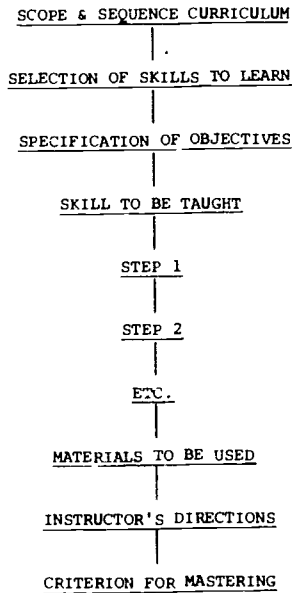 SCOPE & SEQUENCE CURRICULUM
SELECTION OF SKILLS TO LEARN
SPECIFICATION OF OBJECTIVES
SKILL TO BE TAUGHT
STEP 1
STEP 2
ETC.
MATERIALS TO BE USED
INSTRUCTOR'S DIRECTIONS
CRITERION FOR MASTERING